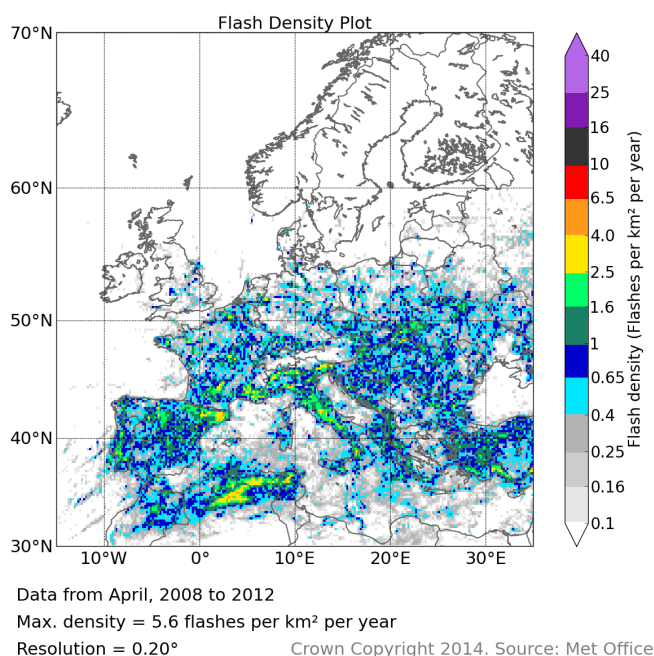 Flash Density Plot
70°N
60°N
50°N
40°N
30°N
10°W 0° 10°E 20°E 30°E
40
25
16
10
6.5
4.0
2.5
1.6
1
0.65
0.4
0.25
0.16
0.1
Flash density (Flashes per km² per year)
Data from April, 2008 to 2012
Max. density = 5.6 flashes per km² per year
Resolution = 0.20°
Crown Copyright 2014. Source: Met Office